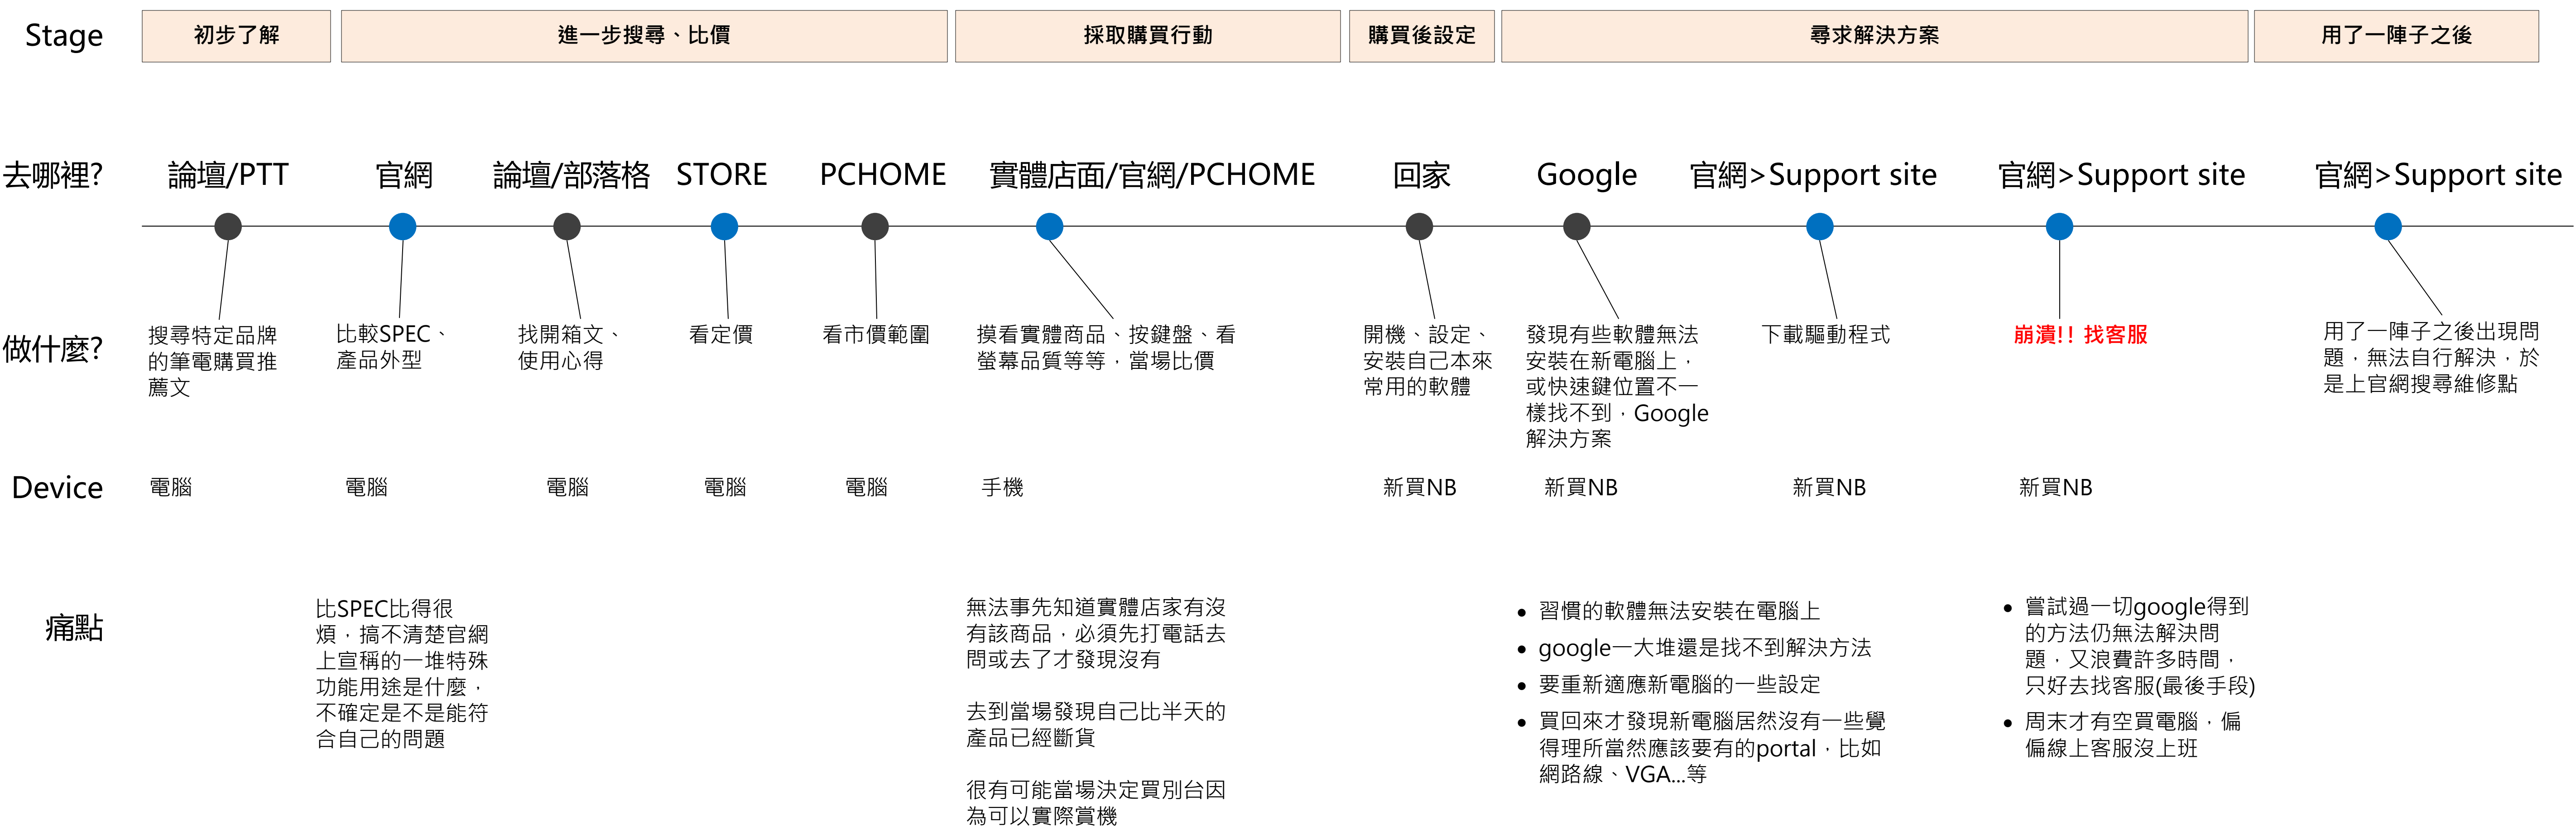 Stage
初步了解
進一步搜尋、比價
採取購買行動
購買後設定
尋求解決方案
用了一陣子之後
去哪裡?
論壇/PTT
官網
論壇/部落格
STORE
PCHOME
實體店面/官網/PCHOME
回家
Google
官網>Support site
官網>Support site
官網>Support site
做什麼?
搜尋特定品牌
的筆電購買推
薦文
比較SPEC、
產品外型
找開箱文、
使用心得
看定價
看市價範圍
摸看實體商品、按鍵盤、看
螢幕品質等等，當場比價
開機、設定、
安裝自己本來
常用的軟體
發現有些軟體無法
安裝在新電腦上，
或快速鍵位置不一
樣找不到，Google
解決方案
下載驅動程式
崩潰!! 找客服
用了一陣子之後出現問
題，無法自行解決，於
是上官網搜尋維修點
Device
電腦
電腦
電腦
電腦
電腦
手機
新買NB
新買NB
新買NB
新買NB
痛點
比SPEC比得很
煩，搞不清楚官網
上宣稱的一堆特殊
功能用途是什麼，
不確定是不是能符
合自己的問題
無法事先知道實體店家有沒
有該商品，必須先打電話去
問或去了才發現沒有
去到當場發現自己比半天的
產品已經斷貨
很有可能當場決定買別台因
為可以實際賞機
• 習慣的軟體無法安裝在電腦上
• google一大堆還是找不到解決方法
• 要重新適應新電腦的一些設定
• 買回來才發現新電腦居然沒有一些覺
得理所當然應該要有的portal，比如
網路線、VGA...等
• 嘗試過一切google得到
的方法仍無法解決問
題，又浪費許多時間，
只好去找客服(最後手段)
• 周末才有空買電腦，偏
偏線上客服沒上班